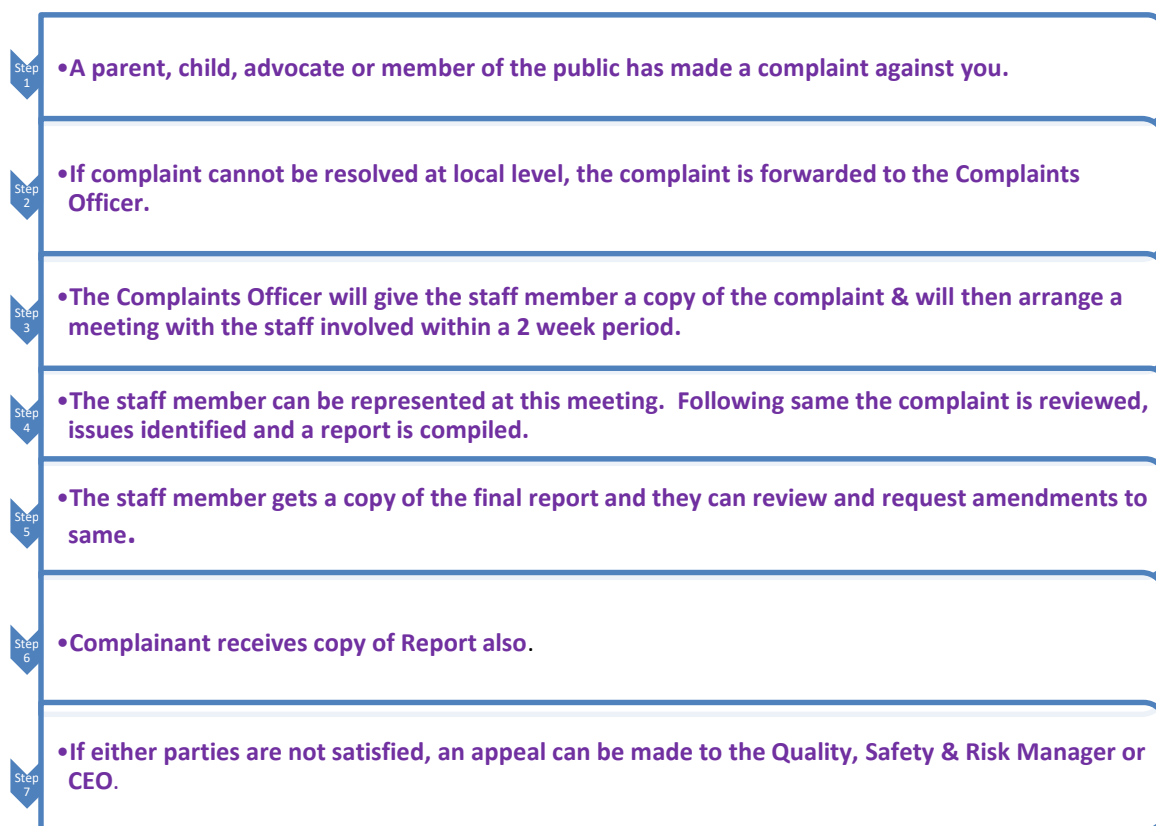 Step
1
•A parent, child, advocate or member of the public has made a complaint against you.
Step
2
•If complaint cannot be resolved at local level, the complaint is forwarded to the Complaints
Officer.
Step
3
•The Complaints Officer will give the staff member a copy of the complaint & will then arrange a
meeting with the staff involved within a 2 week period.
Step
4
•The staff member can be represented at this meeting.  Following same the complaint is reviewed,
issues identified and a report is compiled.
Step
5
•The staff member gets a copy of the final report and they can review and request amendments to
same.
Step
6
•Complainant receives copy of Report also.
Step
7
•If either parties are not satisfied, an appeal can be made to the Quality, Safety & Risk Manager or
CEO.